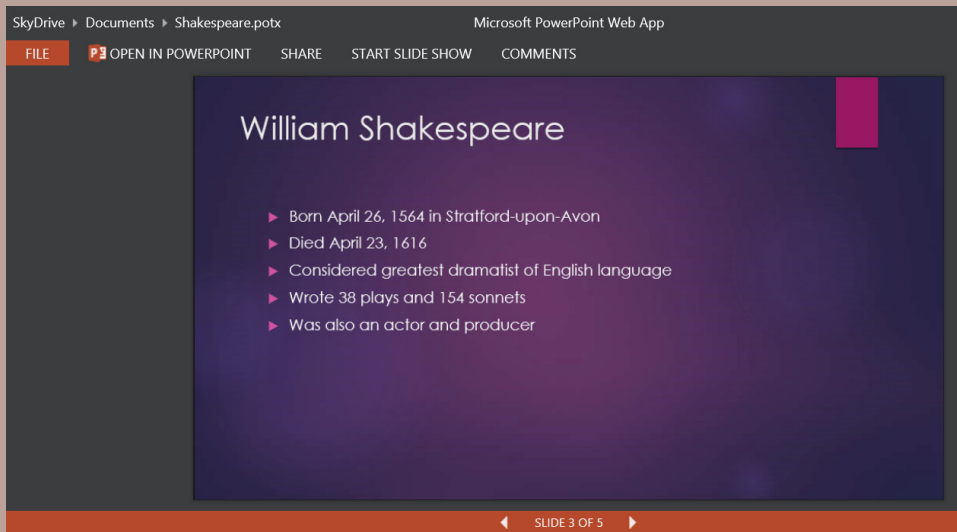 SkyDrive ▸ Documents ▸ Shakespeare.potx Microsoft PowerPoint Web App
FILE OPEN IN POWERPOINT SHARE START SLIDE SHOW COMMENTS
William Shakespeare
Born April 26, 1564 in Stratford-upon-Avon
Died April 23, 1616
Considered greatest dramatist of English language
Wrote 38 plays and 154 sonnets
Was also an actor and producer
SLIDE 3 OF 5